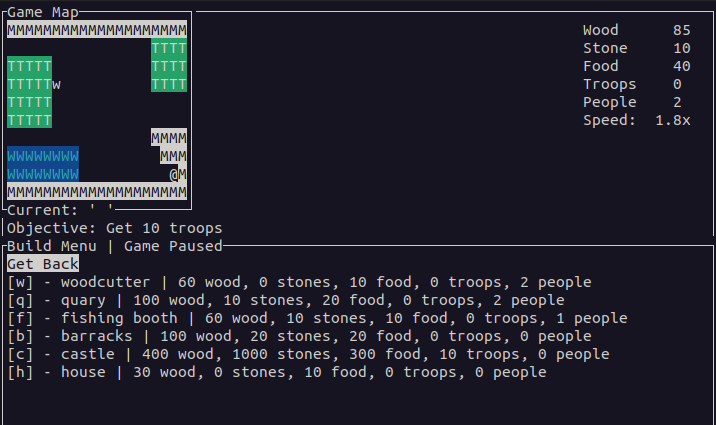 Game Map
MMMMMMMMMMMMMMMMMMMM
TTTT
TTTTT TTTT
TTTTTw TTTT
TTTTT
TTTTT
MMMM
WWWWWWWW MMM
WWWWWWWW @M
MMMMMMMMMMMMMMMMMMMM
Current: ' '
Wood 85
Stone 10
Food 40
Troops 0
People 2
Speed: 1.8x
Objective: Get 10 troops
Build Menu | Game Paused
Get Back
[w] - woodcutter | 60 wood, 0 stones, 10 food, 0 troops, 2 people
[q] - quary | 100 wood, 10 stones, 20 food, 0 troops, 2 people
[f] - fishing booth | 60 wood, 10 stones, 10 food, 0 troops, 1 people
[b] - barracks | 100 wood, 20 stones, 20 food, 0 troops, 0 people
[c] - castle | 400 wood, 1000 stones, 300 food, 10 troops, 0 people
[h] - house | 30 wood, 0 stones, 10 food, 0 troops, 0 people